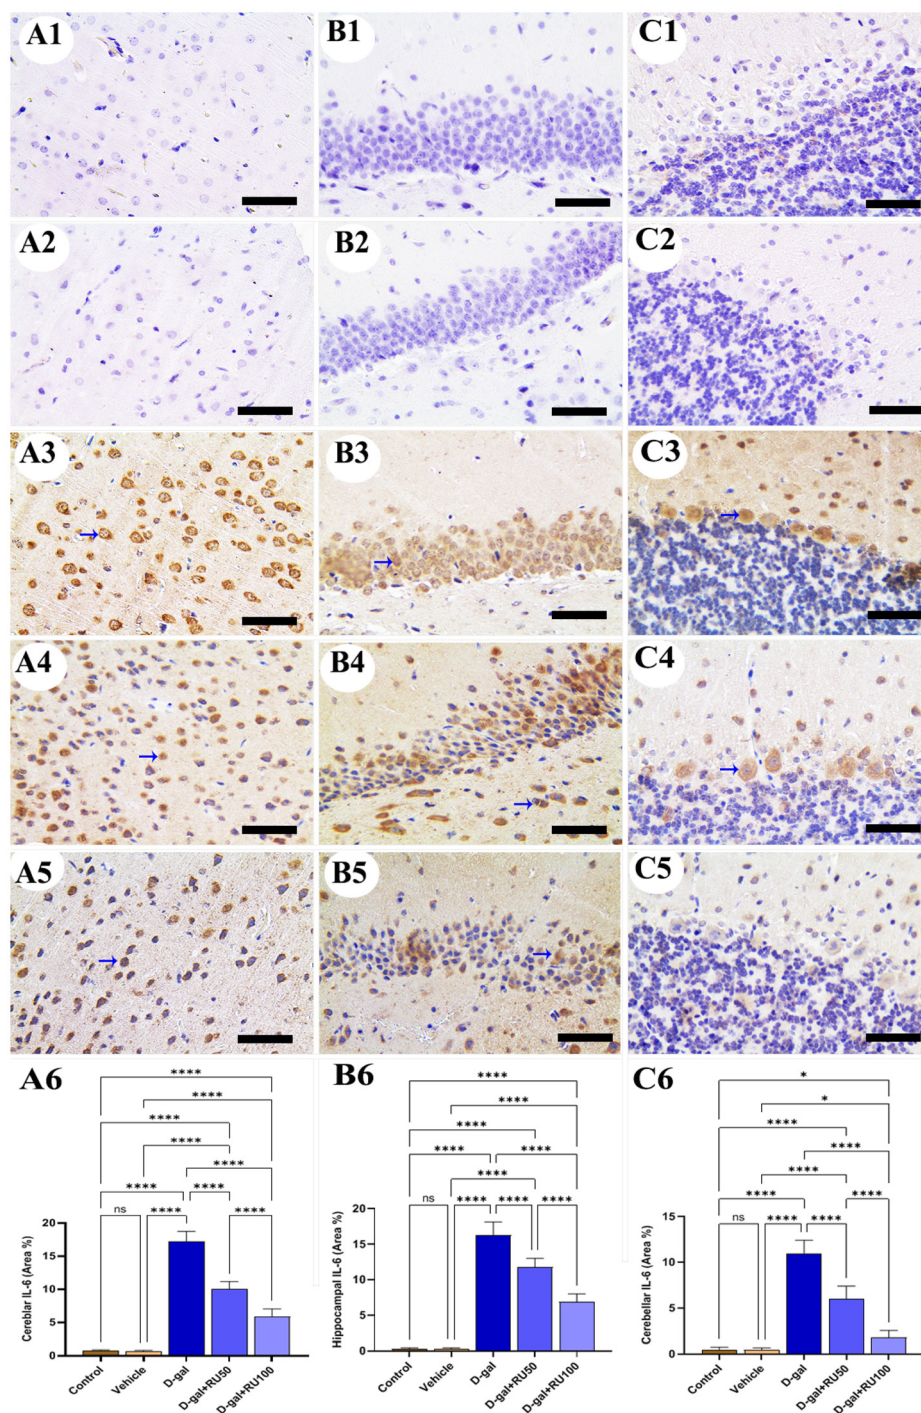 A1
B1
C1
A2
B2
C2
A3
B3
C3
A4
B4
C4
A5
B5
C5
A6
B6
C6
****
****
****
****
****
****
****
ns
****
****
20
15
10
5
0
Cereblar IL-6 (Area %)
Control
Vehicle
D-gal
D-gal+RU50
D-gal+RU100
****
****
****
****
****
****
ns
****
****
****
20
15
10
5
0
Hippocampal IL-6 (Area %)
Control
Vehicle
D-gal
D-gal+RU50
D-gal+RU100
*
*
****
****
****
****
****
ns
****
****
15
10
5
0
Cerebellar IL-6 (Area %)
Control
Vehicle
D-gal
D-gal+RU50
D-gal+RU100